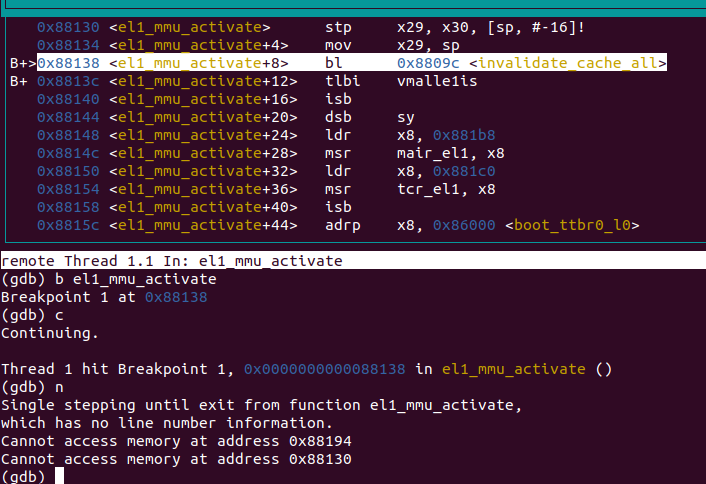 0x88130 <el1_mmu_activate> stp x29, x30, [sp, #-16]!
0x88134 <el1_mmu_activate+4> mov x29, sp
B+>0x88138 <el1_mmu_activate+8> bl 0x8809c <invalidate_cache_all>
B+ 0x8813c <el1_mmu_activate+12> tlbi vmalle1is
0x88140 <el1_mmu_activate+16> isb
0x88144 <el1_mmu_activate+20> dsb sy
0x88148 <el1_mmu_activate+24> ldr x8, 0x881b8
0x8814c <el1_mmu_activate+28> msr mair_el1, x8
0x88150 <el1_mmu_activate+32> ldr x8, 0x881c0
0x88154 <el1_mmu_activate+36> msr tcr_el1, x8
0x88158 <el1_mmu_activate+40> isb
0x8815c <el1_mmu_activate+44> adrp x8, 0x86000 <boot_ttbr0_l0>
remote Thread 1.1 In: el1_mmu_activate
(gdb) b el1_mmu_activate
Breakpoint 1 at 0x88138
(gdb) c
Continuing.
Thread 1 hit Breakpoint 1, 0x0000000000088138 in el1_mmu_activate ()
(gdb) n
Single stepping until exit from function el1_mmu_activate,
which has no line number information.
Cannot access memory at address 0x88194
Cannot access memory at address 0x88130
(gdb)